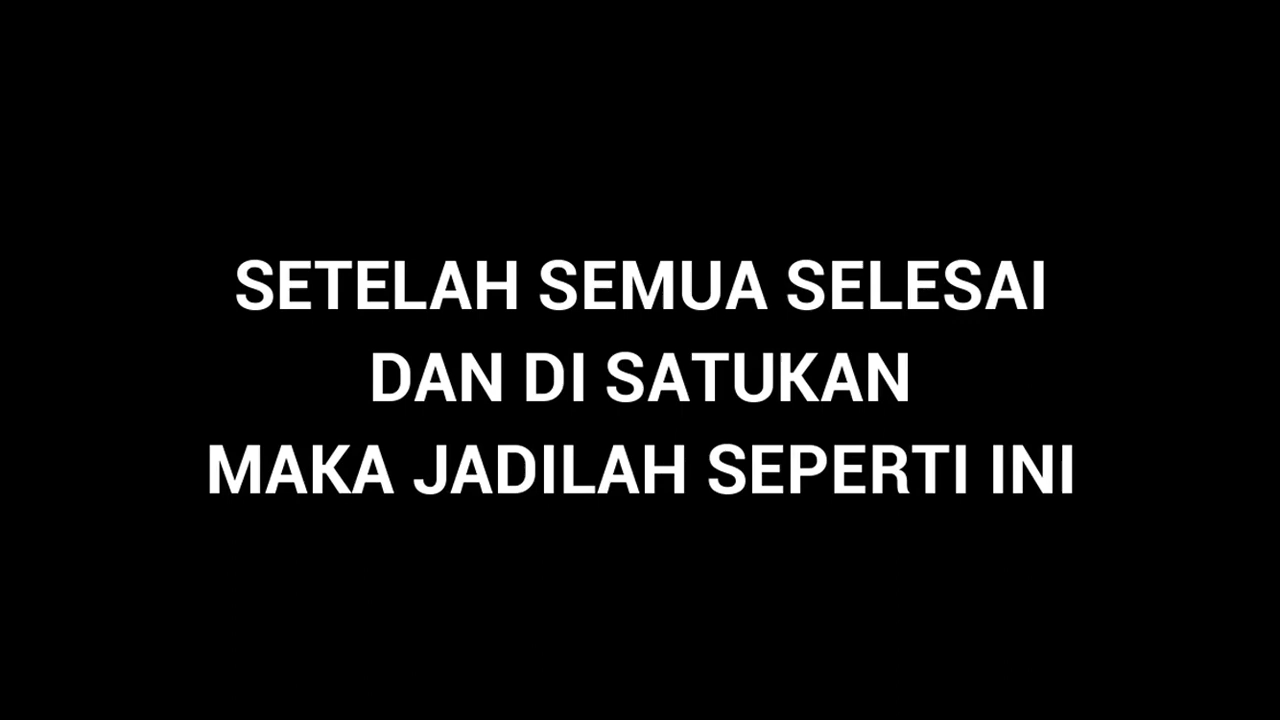 SETELAH SEMUA SELESAI
DAN DI SATUKAN
MAKA JADILAH SEPERTI INI